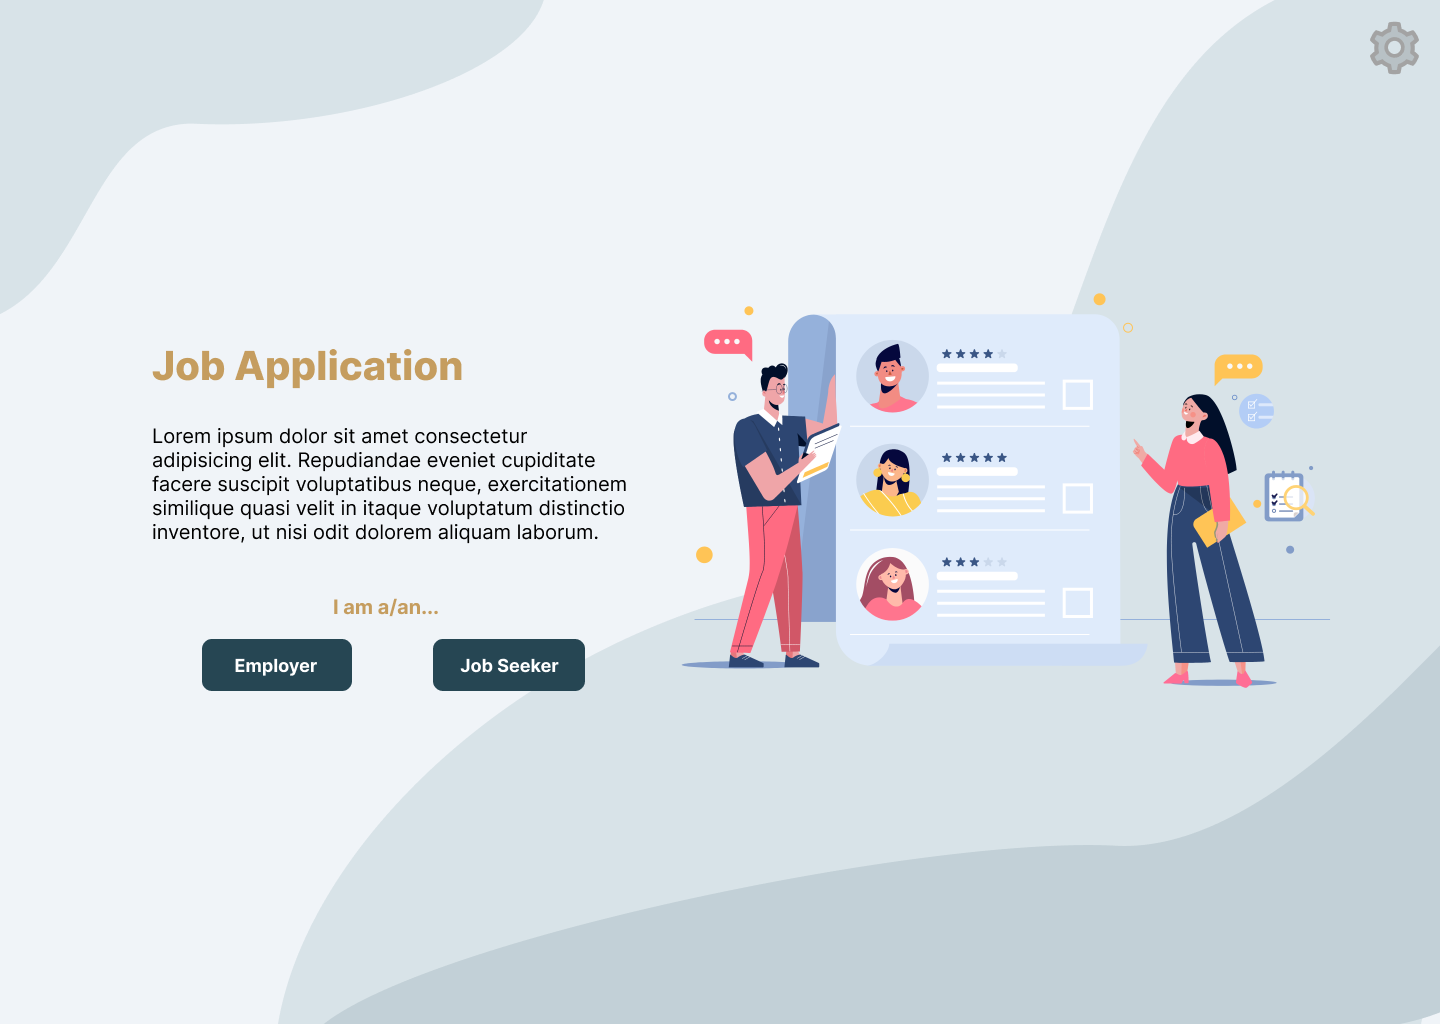 Job Application
Lorem ipsum dolor sit amet consectetur
adipisicing elit. Repudiandae eveniet cupiditate
facere suscipit voluptatibus neque, exercitationem
similique quasi velit in itaque voluptatum distinctio
inventore, ut nisi odit dolorem aliquam laborum.
I am a/an...
Employer
Job Seeker